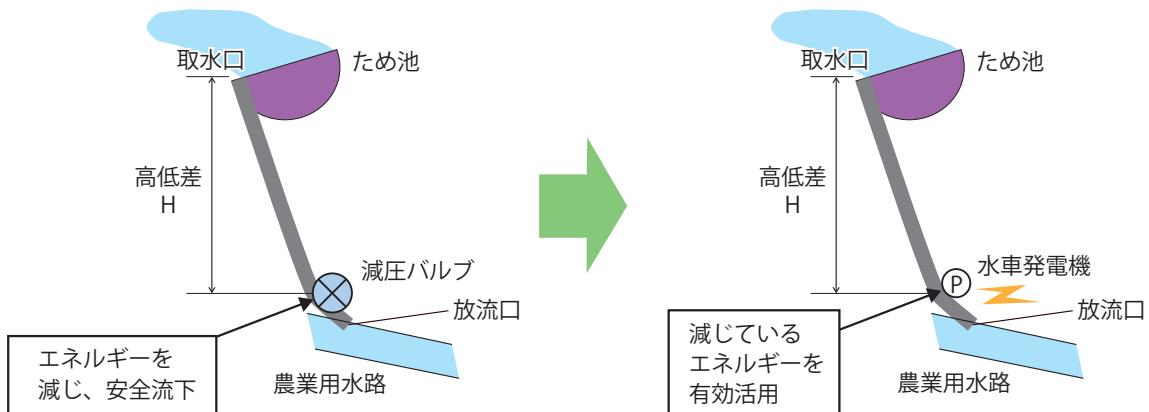 取水口
ため池
高低差
H
減圧バルブ
放流口
エネルギーを
減じ、安全流下
農業用水路
取水口
ため池
高低差
H
P
水車発電機
放流口
減じている
エネルギーを
有効活用
農業用水路